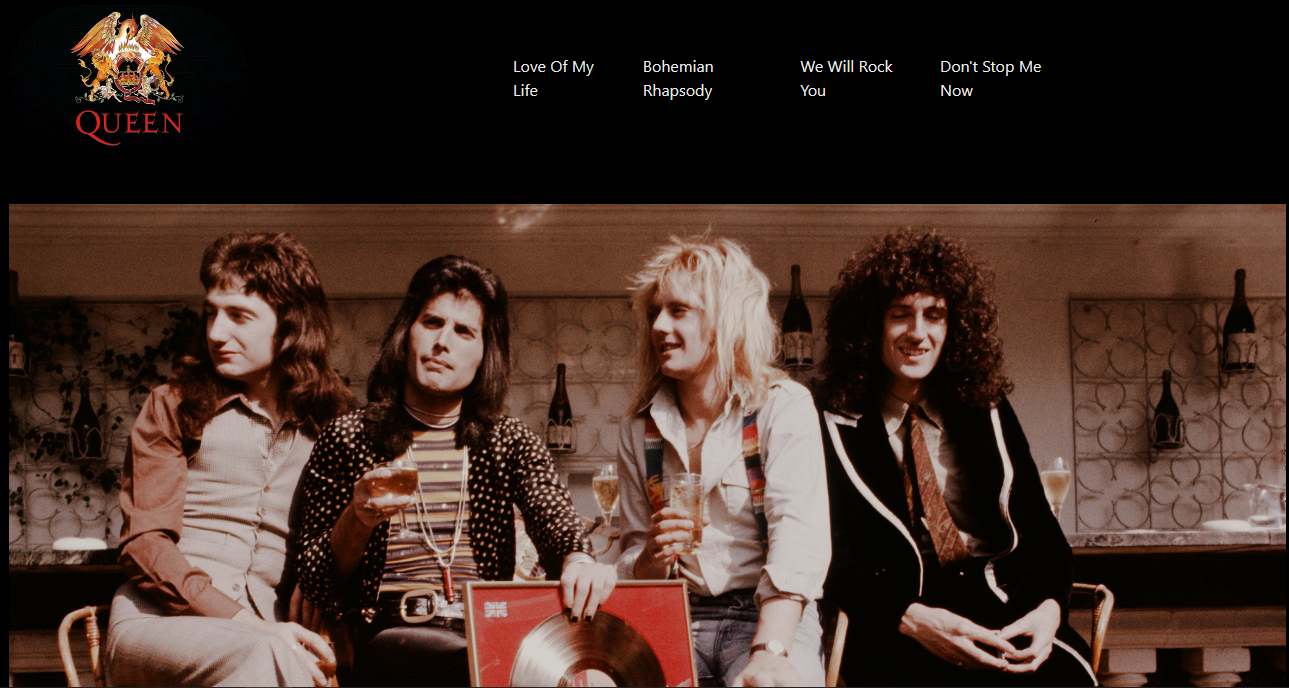 QUEEN
Love Of My
Life
Bohemian
Rhapsody
We Will Rock
You
Don't Stop Me
Now